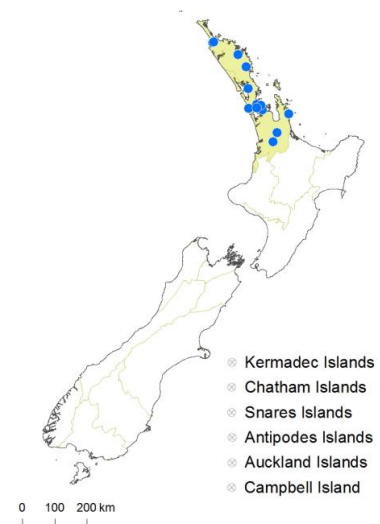 Kermadec Islands
Chatham Islands
Snares Islands
Antipodes Islands
Auckland Islands
Campbell Island
0 100 200 km